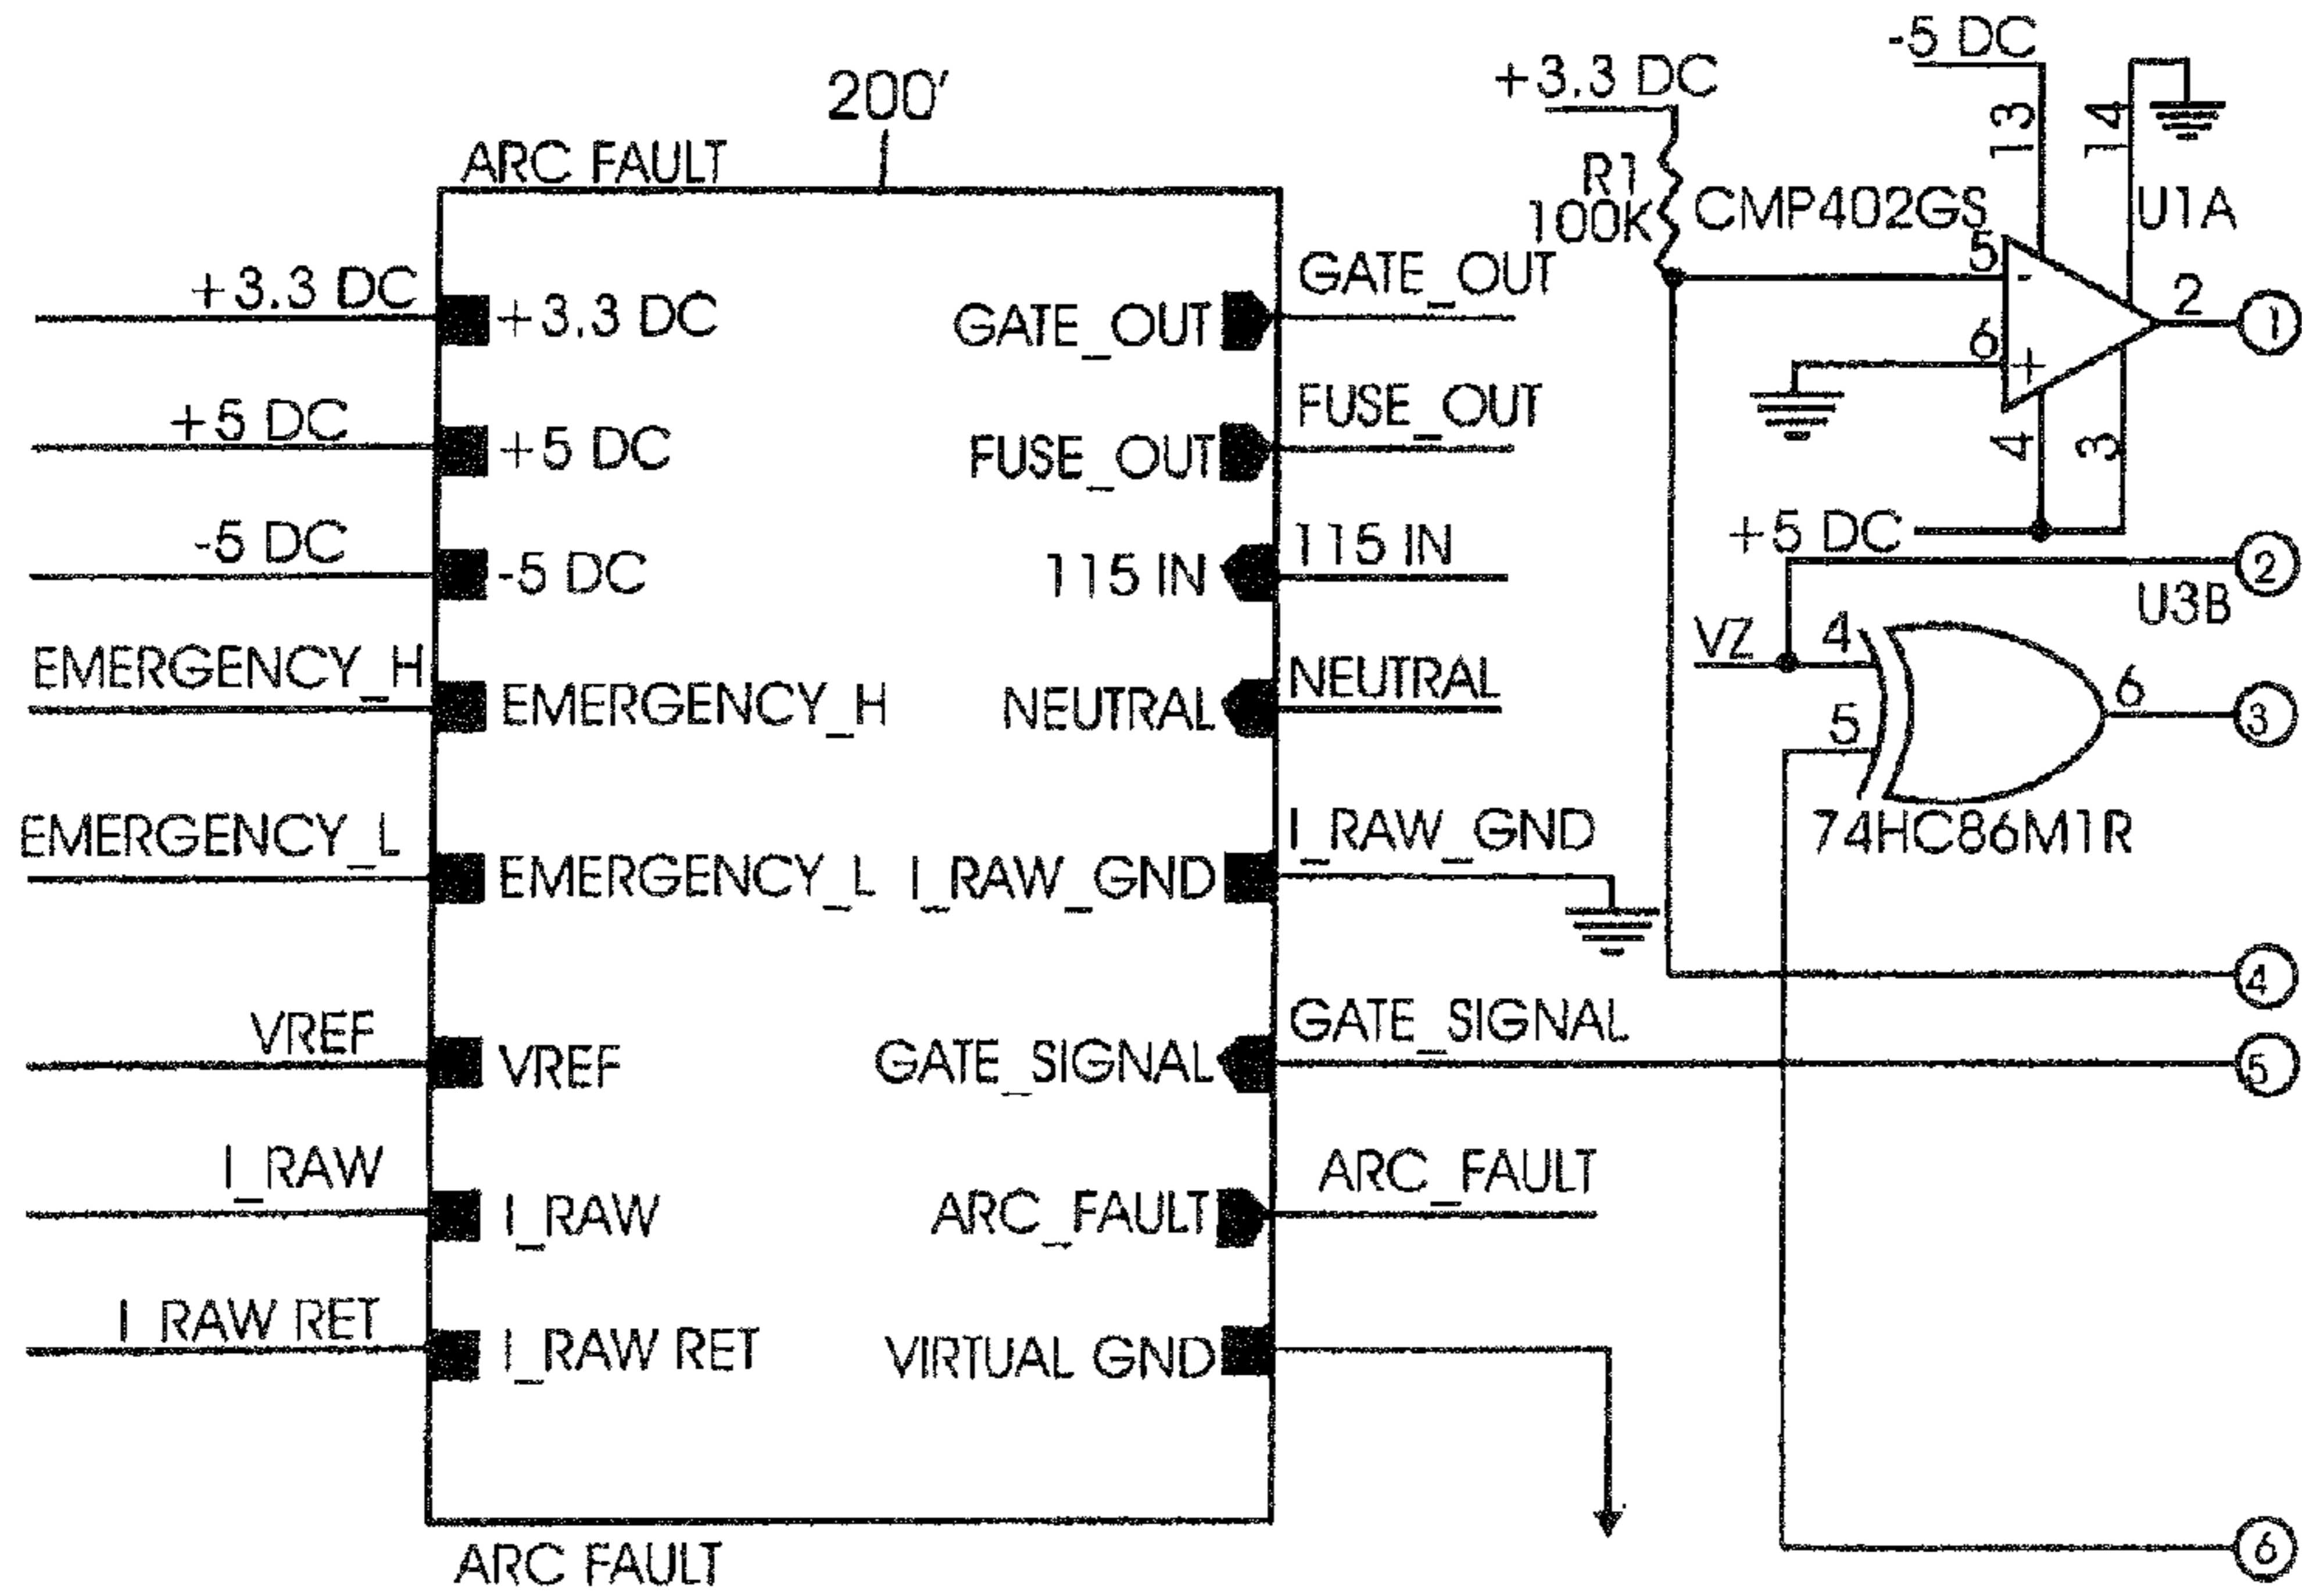 200'
ARC FAULT
+3.3 DC
+5 DC
-5 DC
EMERGENCY_H
EMERGENCY_L
VREF
I_RAW
I_RAW RET
+3.3 DC
+5 DC
-5 DC
EMERGENCY_H
EMERGENCY_L
VREF
I_RAW
I_RAW RET
GATE_OUT
FUSE_OUT
115 IN
NEUTRAL
I_RAW_GND
GATE_SIGNAL
ARC_FAULT
VIRTUAL GND
ARC FAULT
GATE_OUT
FUSE_OUT
115 IN
NEUTRAL
I_RAW_GND
GATE_SIGNAL
ARC_FAULT
+3.3 DC
R1
100K
-5 DC
13
14
CMP402GS
U1A
5
-
6
+
2
1
4
3
+5 DC
2
U3B
VZ
4
5
6
3
74HC86M1R
4
5
6